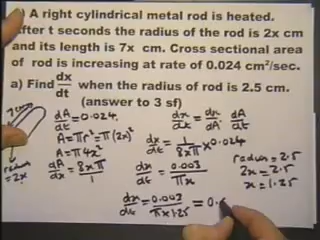 ) A right cylindrical metal rod is heated.
After t seconds the radius of the rod is 2x cm
and its length is 7x cm. Cross sectional area
of rod is increasing at rate of 0.024 cm²/sec.
a) Find dx/dt when the radius of rod is 2.5 cm.
(answer to 3 sf)
7x cm
radius
= 2x
dA/dt = 0.024
A = πr² = π(2x)²
A = π4x²
dA/dx = 8πx/1
dx/dt = dx/dA · dA/dt
dx/dt = 1/8πx × 0.024
dx/dt = 0.003/πx
radius = 2.5
2x = 2.5
x = 1.25
dx/dt = 0.003/π×1.25 = 0.